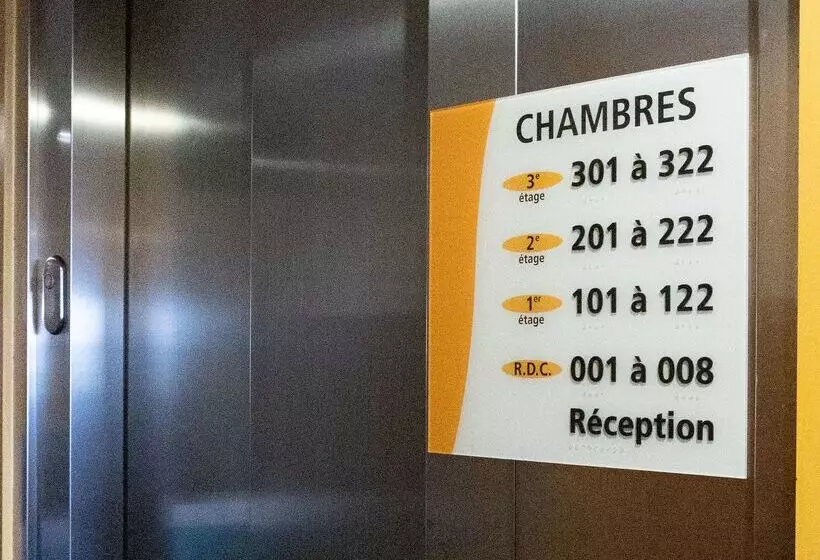 CHAMBRES
3e étage 301 à 322
2e étage 201 à 222
1er étage 101 à 122
R.D.C. 001 à 008
Réception